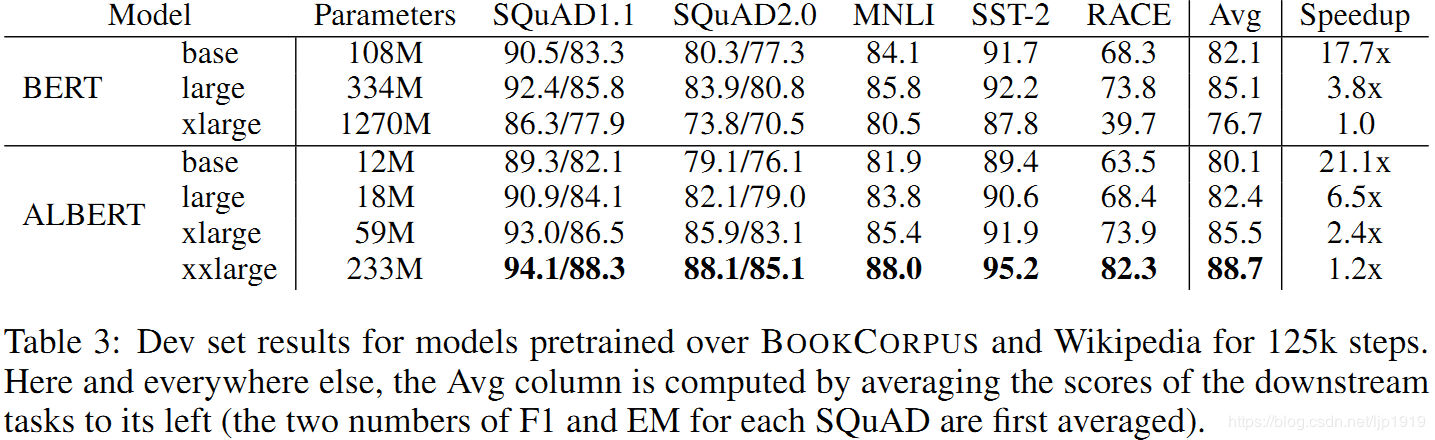 Model Parameters SQuAD1.1 SQuAD2.0 MNLI SST-2 RACE Avg Speedup
base 108M 90.5/83.3 80.3/77.3 84.1 91.7 68.3 82.1 17.7x
BERT large 334M 92.4/85.8 83.9/80.8 85.8 92.2 73.8 85.1 3.8x
xlarge 1270M 86.3/77.9 73.8/70.5 80.5 87.8 39.7 76.7 1.0
base 12M 89.3/82.1 79.1/76.1 81.9 89.4 63.5 80.1 21.1x
large 18M 90.9/84.1 82.1/79.0 83.8 90.6 68.4 82.4 6.5x
ALBERT
xlarge 59M 93.0/86.5 85.9/83.1 85.4 91.9 73.9 85.5 2.4x
xxlarge 233M 94.1/88.3 88.1/85.1 88.0 95.2 82.3 88.7 1.2x
Table 3: Dev set results for models pretrained over BOOKCORPUS and Wikipedia for 125k steps.
Here and everywhere else, the Avg column is computed by averaging the scores of the downstream
tasks to its left (the two numbers of F1 and EM for each SQuAD are first averaged).
https://blog.csdn.net/ljp1919